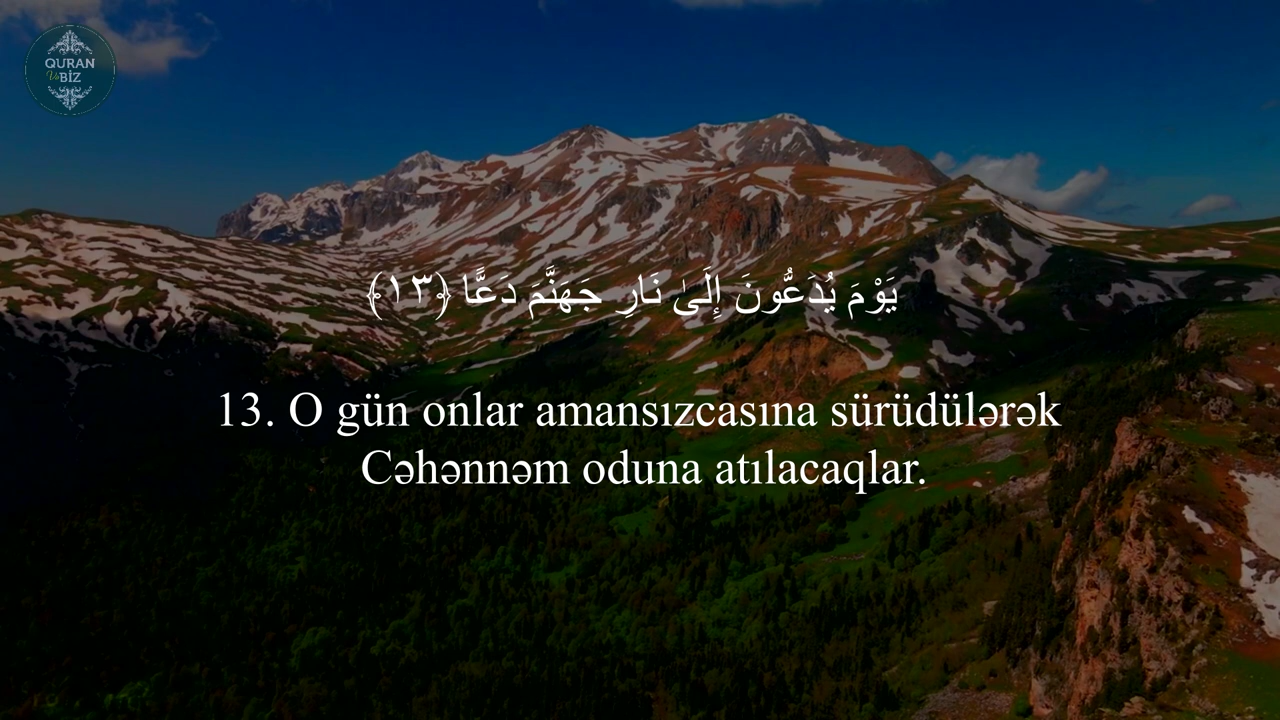 QURAN
Və
BİZ
يَوْمَ يُدَعُّونَ إِلَىٰ نَارِ جَهَنَّمَ دَعًّا ﴿١٣﴾
13. O gün onlar amansızcasına sürüdülərək
Cəhənnəm oduna atılacaqlar.